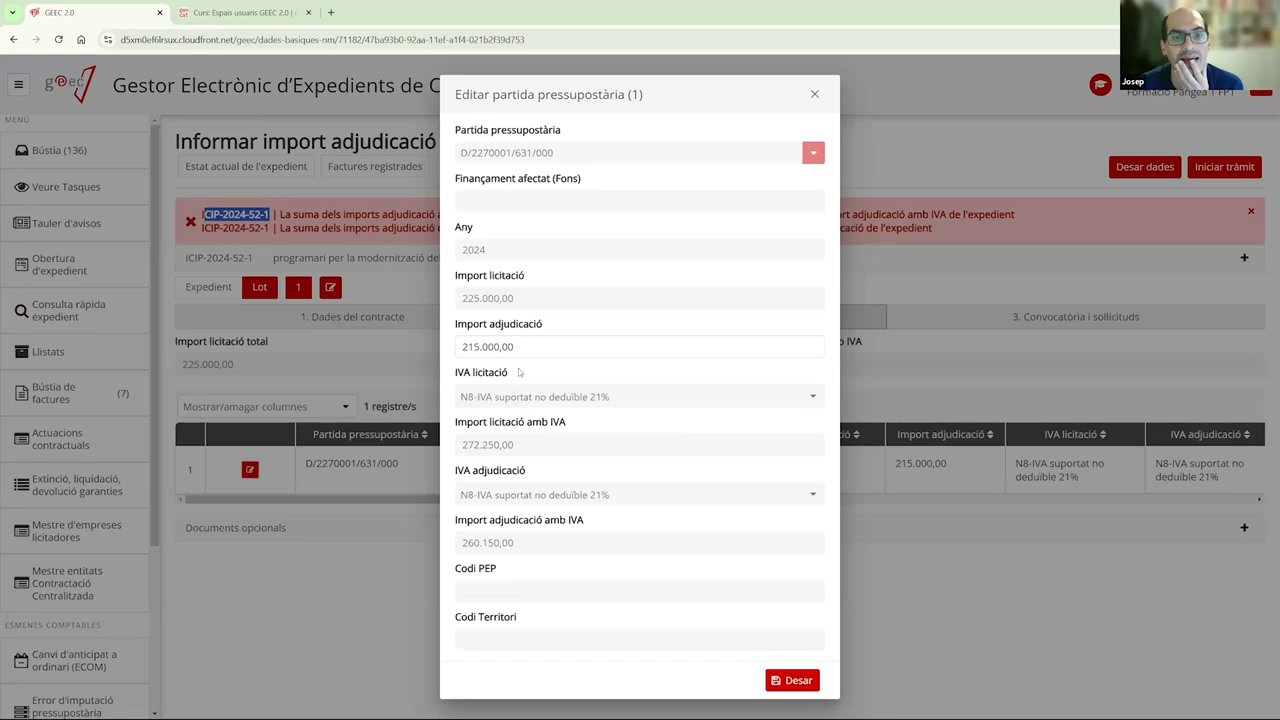 GEEC 2.0
Curs: Espais usuaris GEEC 2.0 | c
d5xm0ef6lrsux.cloudfront.net/geec/dades-basiques-nm/71182/47ba93b0-92aa-11ef-a1f4-021b2f39d753
Josep
geec
Gestor Electrònic d'Expedients de C
Formació Pangea 1 FP1
MENÚ
Bústia (136)
Veure Tasques
Tauler d'avisos
Obertura
d'expedient
Consulta ràpida
expedient
Llistats
Bústia de
factures
(7)
Actuacions
contractuals
Extinció, liquidació,
devolució garanties
Mestre d'empreses
licitadores
Mestre entitats
Contractació
Centralitzada
ESMENES COMPTABLES
Canvi d'anticipat a
ordinari (ECOM)
Error d'imputació
pressupostària
Informar import adjudicació
Estat actual de l'expedient
Factures registrades
Desar dades
Iniciar tràmit
ICIP-2024-52-1 | La suma dels imports adjudicació a
rt adjudicació amb IVA de l'expedient
ICIP-2024-52-1 | La suma dels imports adjudicació
icació de l'expedient
ICIP-2024-52-1
programari per la modernització de
Expedient
Lot
1
1. Dades del contracte
3. Convocatòria i sol·licituds
Import licitació total
b IVA
225.000,00
Mostrar/amagar columnes
1 registre/s
Partida pressupostària
Import adjudicació
IVA licitació
IVA adjudicació
1
D/2270001/631/000
215.000,00
N8-IVA suportat no
deduïble 21%
N8-IVA suportat no
deduïble 21%
Documents opcionals
Editar partida pressupostària (1)
Partida pressupostària
D/2270001/631/000
Finançament afectat (Fons)
Any
2024
Import licitació
225.000,00
Import adjudicació
215.000,00
IVA licitació
N8-IVA suportat no deduïble 21%
Import licitació amb IVA
272.250,00
IVA adjudicació
N8-IVA suportat no deduïble 21%
Import adjudicació amb IVA
260.150,00
Codi PEP
Codi Territori
Desar